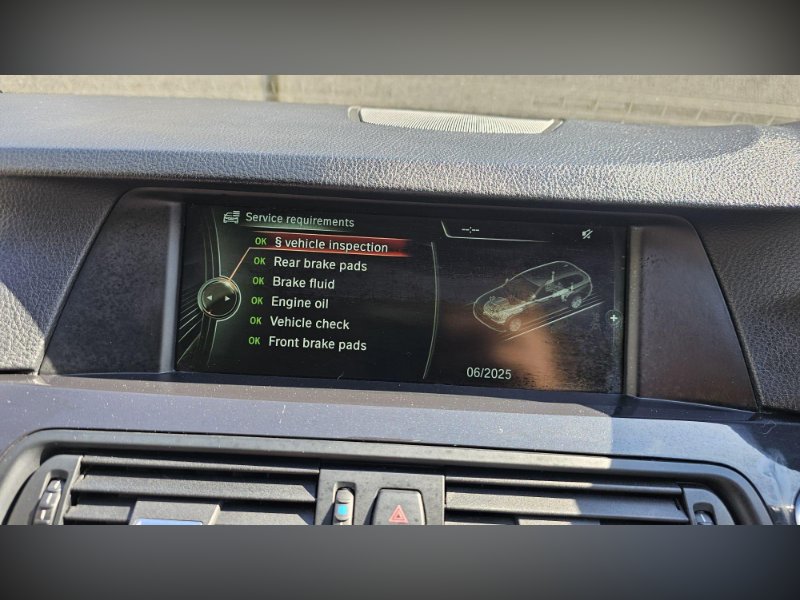 Service requirements
--:--
OK § vehicle inspection
OK Rear brake pads
OK Brake fluid
OK Engine oil
OK Vehicle check
OK Front brake pads
06/2025